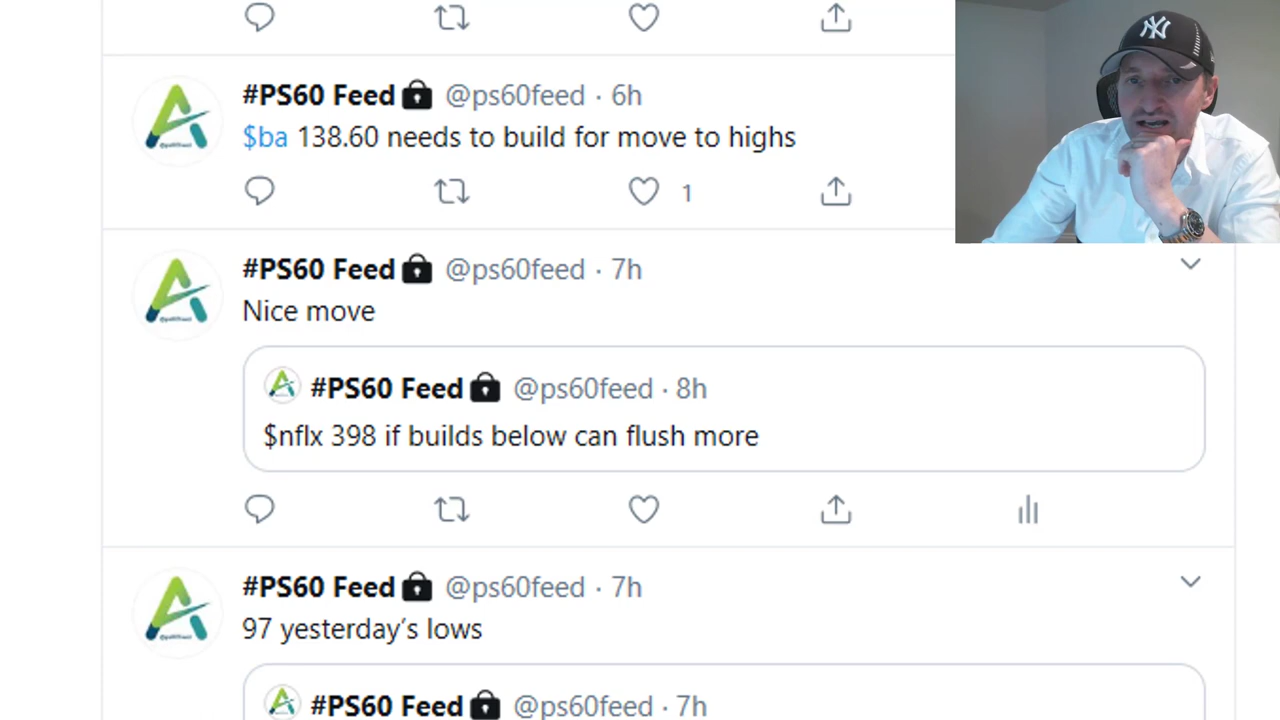 #PS60 Feed @ps60feed · 6h
$ba 138.60 needs to build for move to highs
1
#PS60 Feed @ps60feed · 7h
Nice move
#PS60 Feed @ps60feed · 8h
$nflx 398 if builds below can flush more
#PS60 Feed @ps60feed · 7h
97 yesterday’s lows
#PS60 Feed @ps60feed · 7h
NY